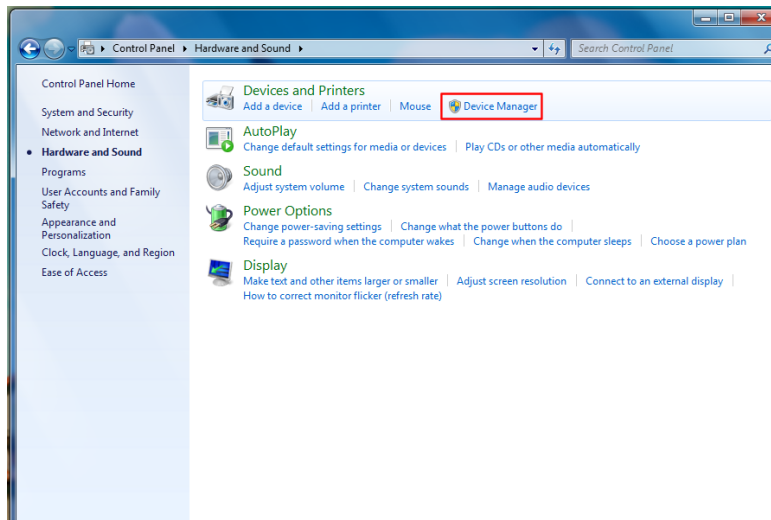 Control Panel ▸ Hardware and Sound ▸
Search Control Panel
Control Panel Home
System and Security
Network and Internet
Hardware and Sound
Programs
User Accounts and Family
Safety
Appearance and
Personalization
Clock, Language, and Region
Ease of Access
Devices and Printers
Add a device | Add a printer | Mouse | Device Manager
AutoPlay
Change default settings for media or devices | Play CDs or other media automatically
Sound
Adjust system volume | Change system sounds | Manage audio devices
Power Options
Change power-saving settings | Change what the power buttons do |
Require a password when the computer wakes | Change when the computer sleeps | Choose a power plan
Display
Make text and other items larger or smaller | Adjust screen resolution | Connect to an external display |
How to correct monitor flicker (refresh rate)